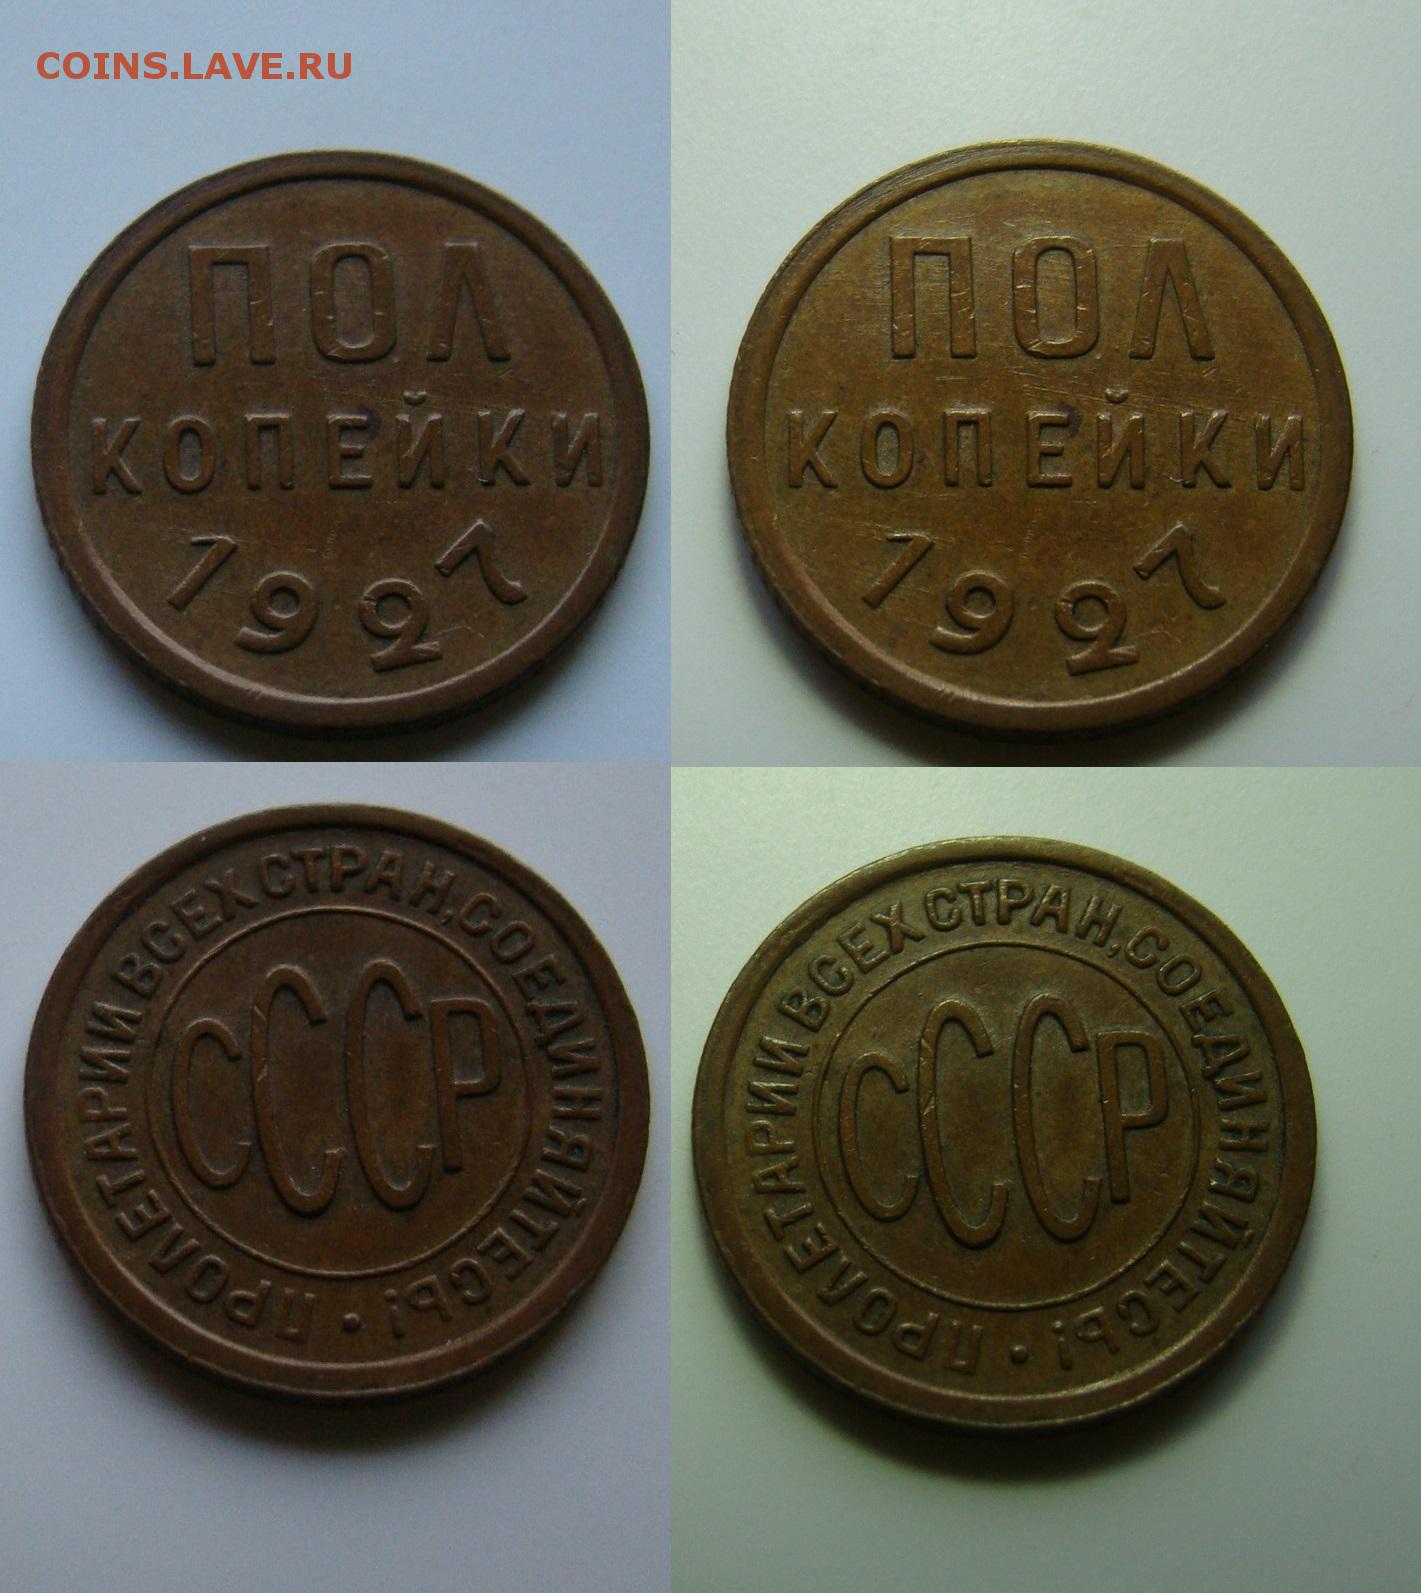 COINS.LAVE.RU
ПОЛ
КОПЕЙКИ
1927
ПОЛ
КОПЕЙКИ
1927
ПРОЛЕТАРИИ ВСЕХ СТРАН, СОЕДИНЯЙТЕСЬ! •
СССР
ПРОЛЕТАРИИ ВСЕХ СТРАН, СОЕДИНЯЙТЕСЬ! •
СССР